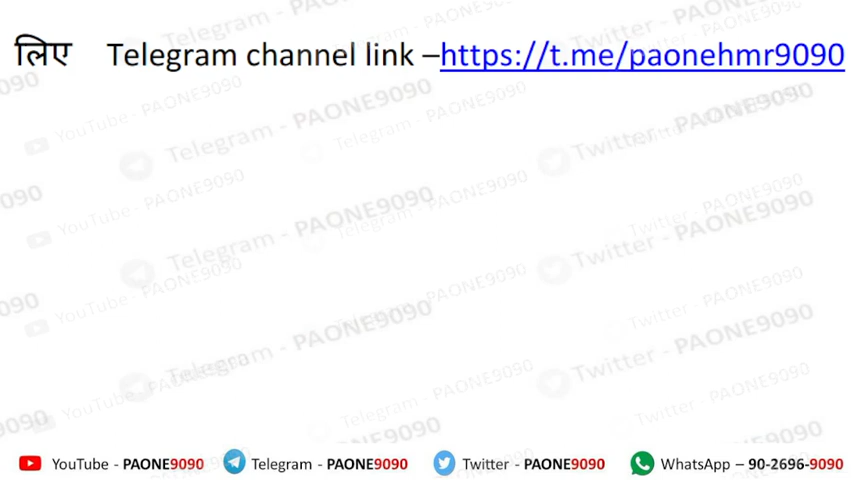 लिए Telegram channel link –https://t.me/paonehmr9090
YouTube - PAONE9090 Telegram - PAONE9090 Twitter - PAONE9090 WhatsApp – 90-2696-9090